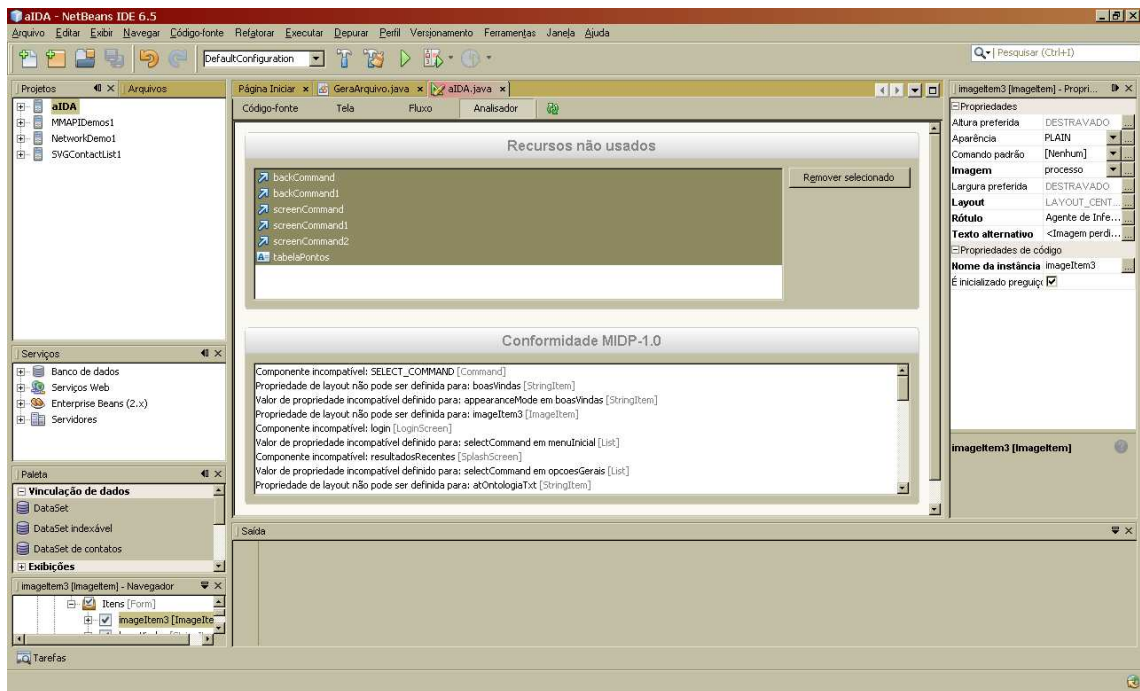 aIDA - NetBeans IDE 6.5
Arquivo Editar Exibir Navegar Código-fonte Refatorar Executar Depurar Perfil Versionamento Ferramentas Janela Ajuda
DefaultConfiguration
Pesquisar (Ctrl+I)
Projetos Arquivos
aIDA
MMAPIDemos1
NetworkDemo1
SVGContactList1
Serviços
Banco de dados
Serviços Web
Enterprise Beans (2.x)
Servidores
Paleta
Vinculação de dados
DataSet
DataSet indexável
DataSet de contatos
Exibições
imageItem3 [ImageItem] - Navegador
Itens [Form]
imageItem3 [ImageIte
Tarefas
Página Iniciar GeraArquivo.java aIDA.java
Código-fonte Tela Fluxo Analisador
Recursos não usados
backCommand
backCommand1
screenCommand
screenCommand1
screenCommand2
tabelaPontos
Remover selecionado
Conformidade MIDP-1.0
Componente incompatível: SELECT_COMMAND [Command]
Propriedade de layout não pode ser definida para: boasVindas [StringItem]
Valor de propriedade incompatível definido para: appearanceMode em boasVindas [StringItem]
Propriedade de layout não pode ser definida para: imageItem3 [ImageItem]
Componente incompatível: login [LoginScreen]
Valor de propriedade incompatível definido para: selectCommand em menuInicial [List]
Componente incompatível: resultadosRecentes [SplashScreen]
Valor de propriedade incompatível definido para: selectCommand em opcoesGerais [List]
Propriedade de layout não pode ser definida para: atOntologiaTxt [StringItem]
Saída
imageItem3 [ImageItem] - Propri...
Propriedades
Altura preferida DESTRAVADO ...
Aparência PLAIN ...
Comando padrão [Nenhum] ...
Imagem processo ...
Largura preferida DESTRAVADO ...
Layout LAYOUT_CENT... ...
Rótulo Agente de Infe... ...
Texto alternativo <Imagem perdi... ...
Propriedades de código
Nome da instância imageItem3 ...
É inicializado preguiç
imageItem3 [ImageItem]